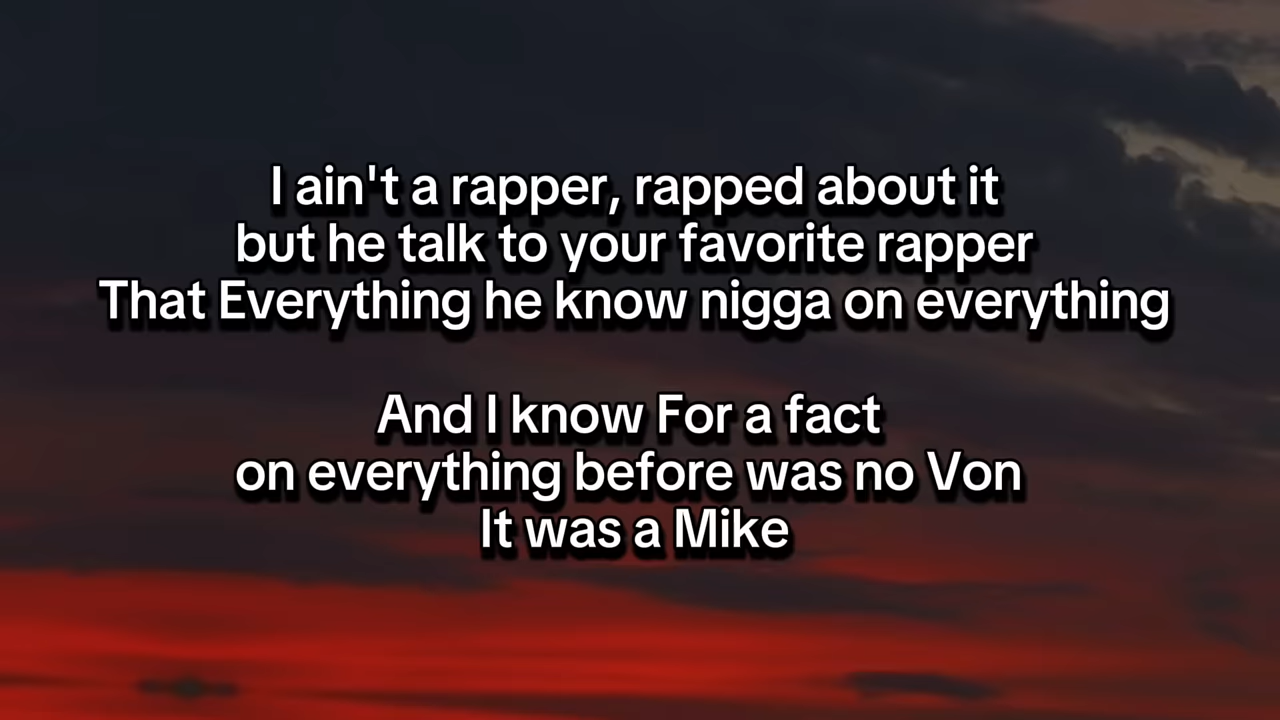 I ain't a rapper, rapped about it
but he talk to your favorite rapper
That Everything he know nigga on everything
And I know For a fact
on everything before was no Von
It was a Mike